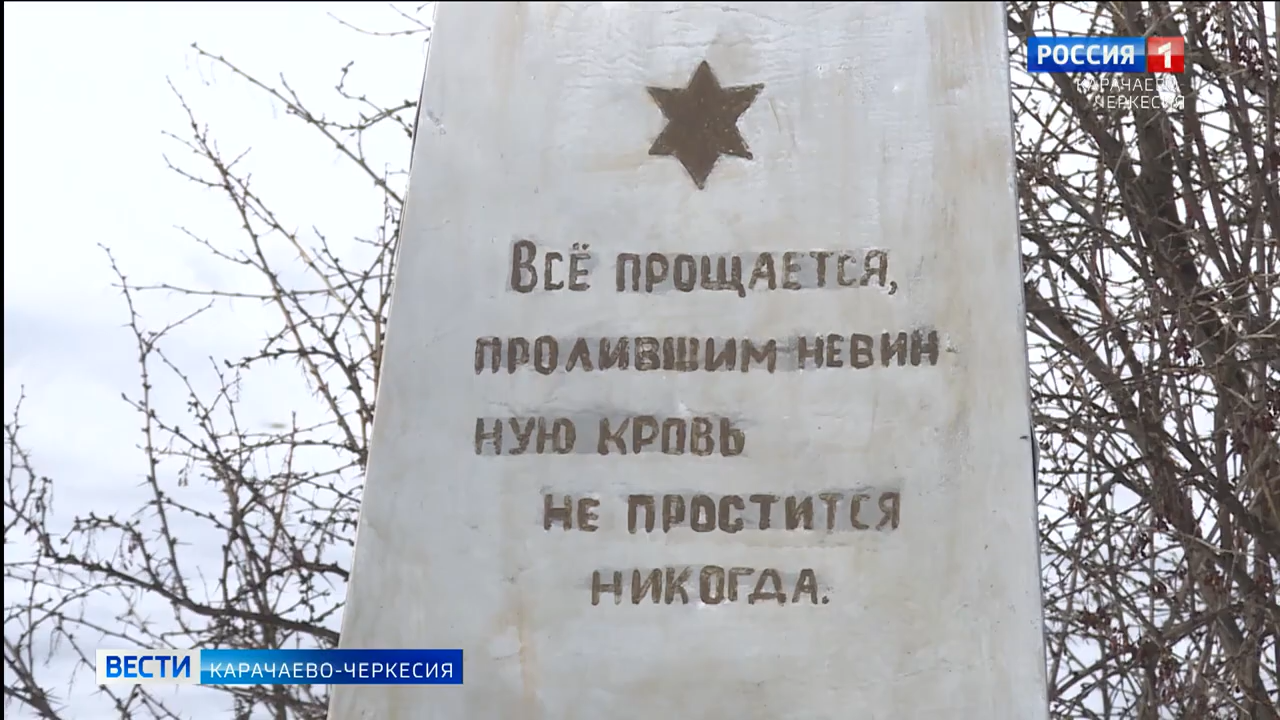 РОССИЯ 1
КАРАЧАЕВО-
ЧЕРКЕСИЯ
Всё прощается,
пролившим невин
ную кровь
не простится
никогда.
ВЕСТИ КАРАЧАЕВО-ЧЕРКЕСИЯ